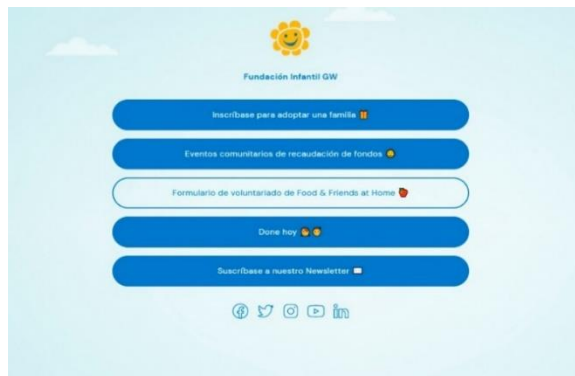 Fundación Infantil GW
Inscríbase para adoptar una familia
Eventos comunitarios de recaudación de fondos
Formulario de voluntariado de Food & Friends at Home
Done hoy
Suscríbase a nuestro Newsletter